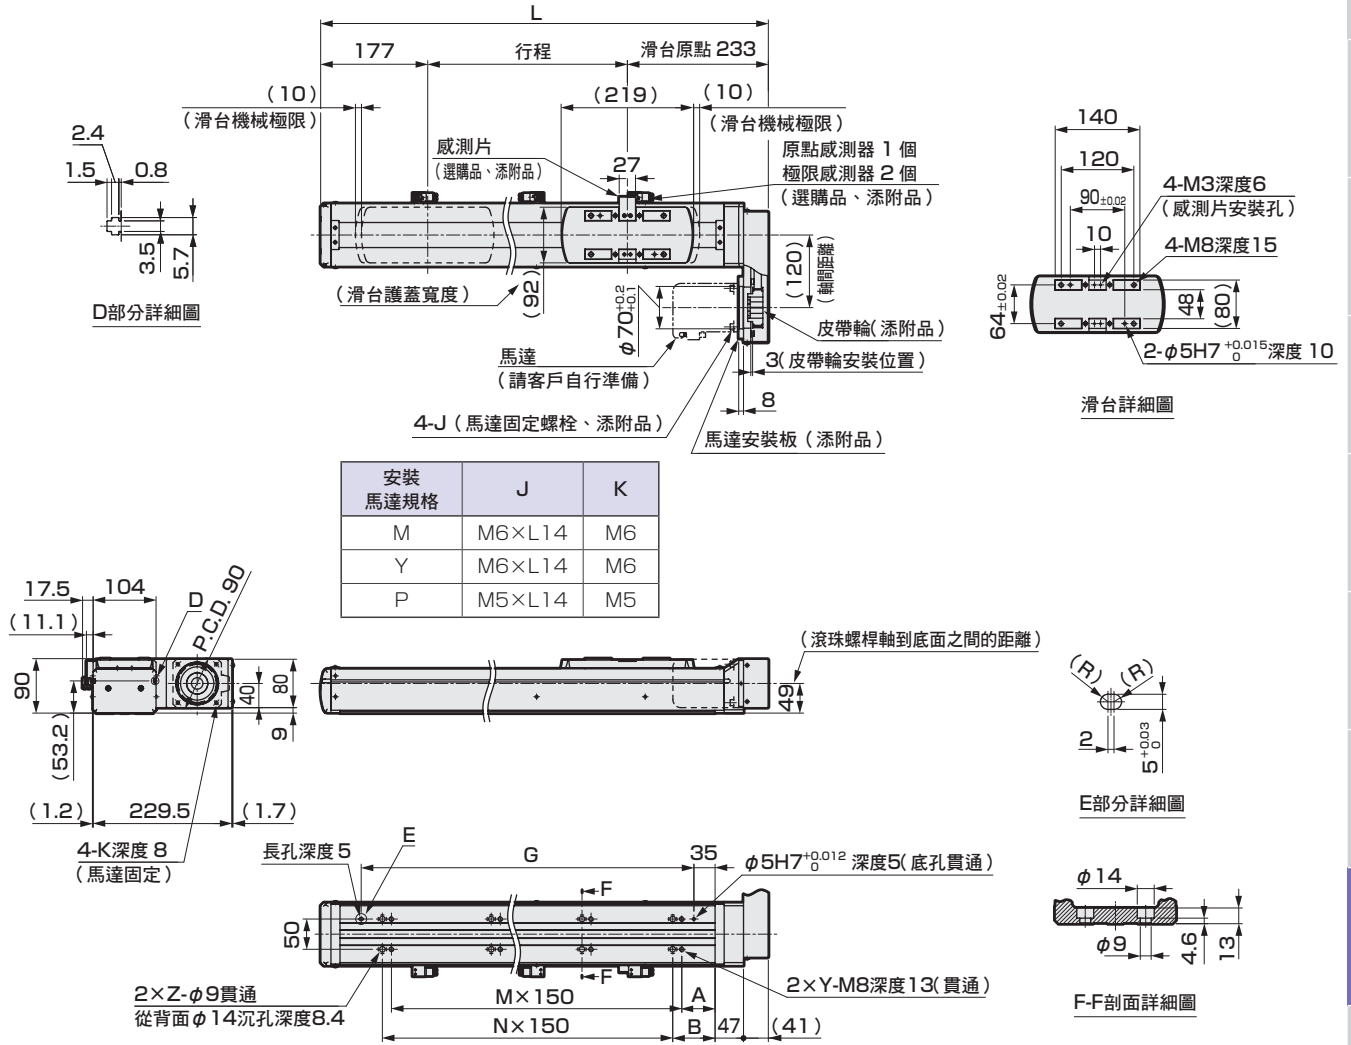 L
177
行程
滑台原點 233
(10)
(滑台機械極限)
(219)
(10)
(滑台機械極限)
感測片
(選購品、添附品)
27
原點感測器 1 個
極限感測器 2 個
(選購品、添附品)
2.4
1.5
0.8
3.5
5.7
D部分詳細圖
(滑台護蓋寬度)
(92)
φ70 +0.2 +0.1
(120)
(軸間距離)
皮帶輪(添附品)
馬達
(請客戶自行準備)
3(皮帶輪安裝位置)
8
4-J(馬達固定螺栓、添附品)
馬達安裝板(添附品)
140
120
90±0.02
10
4-M3深度6
(感測片安裝孔)
4-M8深度15
64±0.02
48
(80)
2-φ5H7 +0.015 0 深度 10
滑台詳細圖
安裝
馬達規格 J K
M M6×L14 M6
Y M6×L14 M6
P M5×L14 M5
17.5
104
D
P.C.D. 90
(11.1)
90
(53.2)
40
80
9
(1.2)
229.5
(1.7)
4-K深度 8
(馬達固定)
(滾珠螺桿軸到底面之間的距離)
49
(R)
(R)
2
5 +0.03 0
E部分詳細圖
長孔深度 5
E
G
35
φ5H7 +0.012 0 深度5(底孔貫通)
F
50
F
2×Z-φ9貫通
從背面φ14沉孔深度8.4
M×150
A
2×Y-M8深度13(貫通)
N×150
B
47
(41)
φ14
φ9
4.6
13
F-F剖面詳細圖